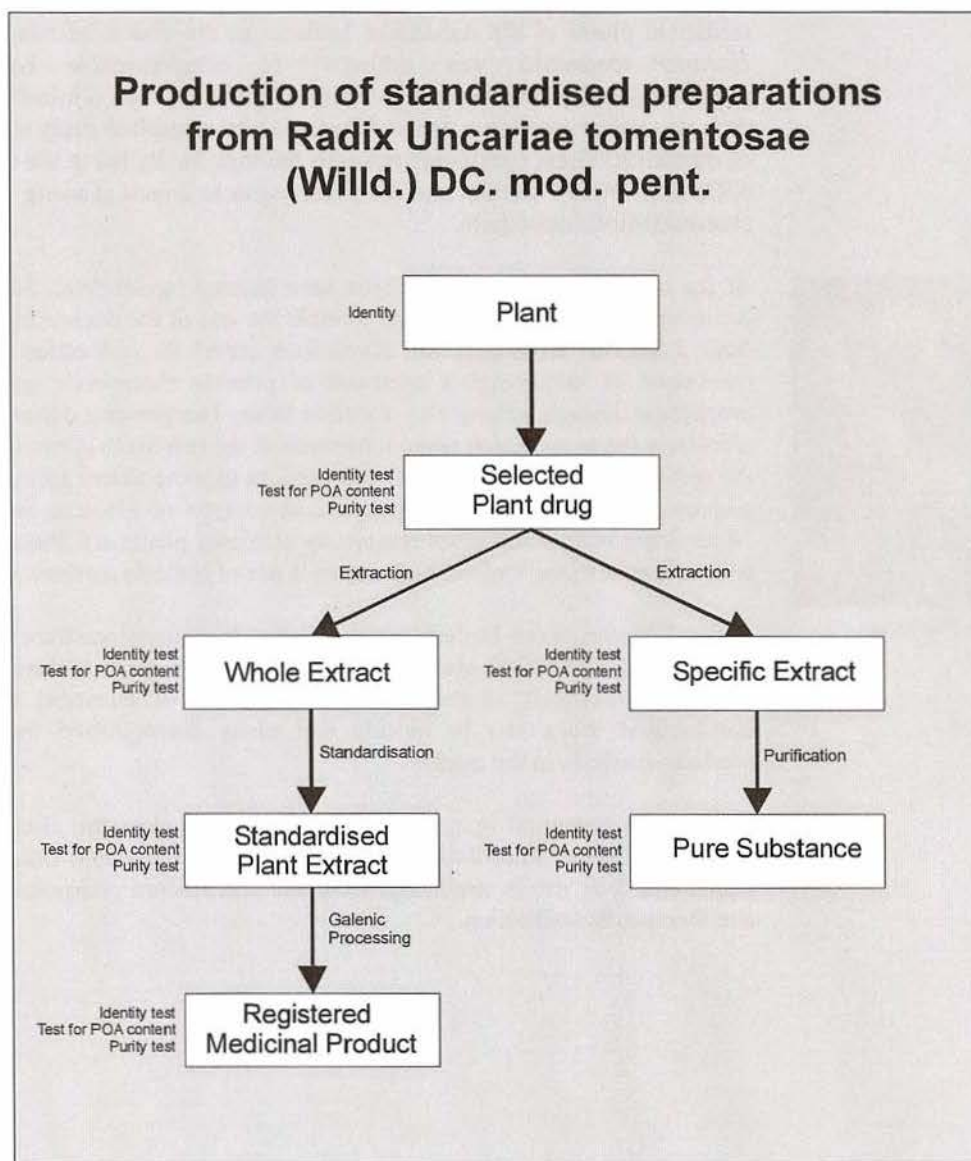 Production of standardised preparations
from Radix Uncariae tomentosae
(Willd.) DC. mod. pent.
Identity
Plant
Identity test
Test for POA content
Purity test
Selected
Plant drug
Extraction
Extraction
Identity test
Test for POA content
Purity test
Whole Extract
Identity test
Test for POA content
Purity test
Specific Extract
Standardisation
Purification
Identity test
Test for POA content
Purity test
Standardised
Plant Extract
Identity test
Test for POA content
Purity test
Pure Substance
Galenic
Processing
Identity test
Test for POA content
Purity test
Registered
Medicinal Product